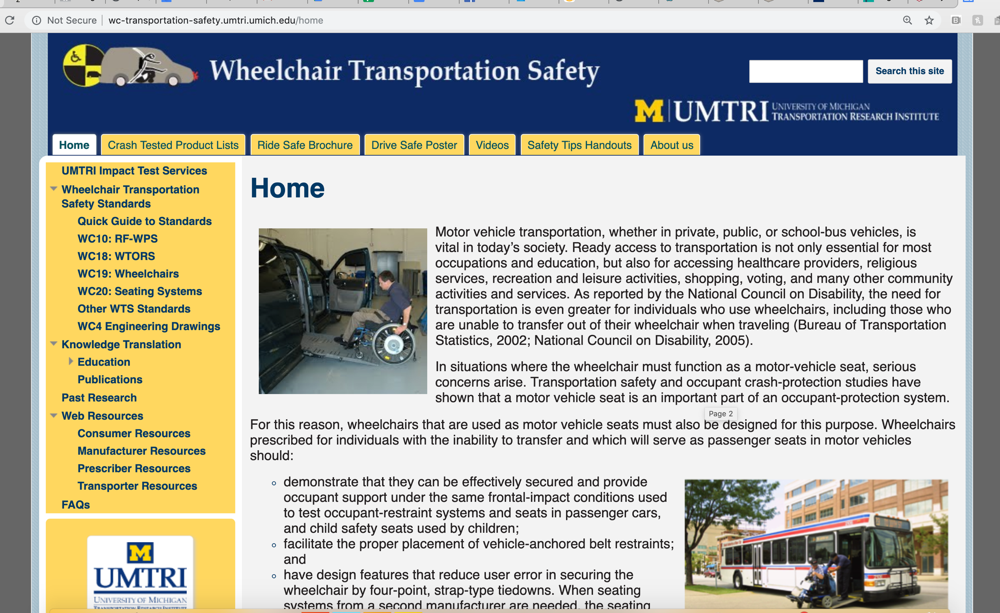 Not Secure wc-transportation-safety.umtri.umich.edu/home
Wheelchair Transportation Safety
Search this site
M UMTRI UNIVERSITY OF MICHIGAN
TRANSPORTATION RESEARCH INSTITUTE
Home Crash Tested Product Lists Ride Safe Brochure Drive Safe Poster Videos Safety Tips Handouts About us
UMTRI Impact Test Services
Wheelchair Transportation
Safety Standards
Quick Guide to Standards
WC10: RF-WPS
WC18: WTORS
WC19: Wheelchairs
WC20: Seating Systems
Other WTS Standards
WC4 Engineering Drawings
Knowledge Translation
Education
Publications
Past Research
Web Resources
Consumer Resources
Manufacturer Resources
Prescriber Resources
Transporter Resources
FAQs
M
UMTRI
UNIVERSITY OF MICHIGAN
TRANSPORTATION RESEARCH INSTITUTE
Home
Motor vehicle transportation, whether in private, public, or school-bus vehicles, is
vital in today’s society. Ready access to transportation is not only essential for most
occupations and education, but also for accessing healthcare providers, religious
services, recreation and leisure activities, shopping, voting, and many other community
activities and services. As reported by the National Council on Disability, the need for
transportation is even greater for individuals who use wheelchairs, including those who
are unable to transfer out of their wheelchair when traveling (Bureau of Transportation
Statistics, 2002; National Council on Disability, 2005).
In situations where the wheelchair must function as a motor-vehicle seat, serious
concerns arise. Transportation safety and occupant crash-protection studies have
shown that a motor vehicle seat is an important part of an occupant-protection system.
Page 2
For this reason, wheelchairs that are used as motor vehicle seats must also be designed for this purpose. Wheelchairs
prescribed for individuals with the inability to transfer and which will serve as passenger seats in motor vehicles
should:
demonstrate that they can be effectively secured and provide
occupant support under the same frontal-impact conditions used
to test occupant-restraint systems and seats in passenger cars,
and child safety seats used by children;
facilitate the proper placement of vehicle-anchored belt restraints;
and
have design features that reduce user error in securing the
wheelchair by four-point, strap-type tiedowns. When seating
systems from a second manufacturer are needed, the seating